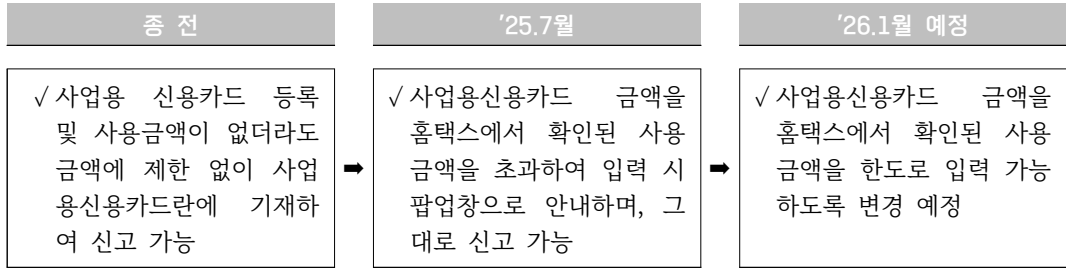 종 전
'25.7월
'26.1월 예정
√ 사업용 신용카드 등록
및 사용금액이 없더라도
금액에 제한 없이 사업
용신용카드란에 기재하
여 신고 가능
➡
√ 사업용신용카드 금액을
홈택스에서 확인된 사용
금액을 초과하여 입력 시
팝업창으로 안내하며, 그
대로 신고 가능
➡
√ 사업용신용카드 금액을
홈택스에서 확인된 사용
금액을 한도로 입력 가능
하도록 변경 예정